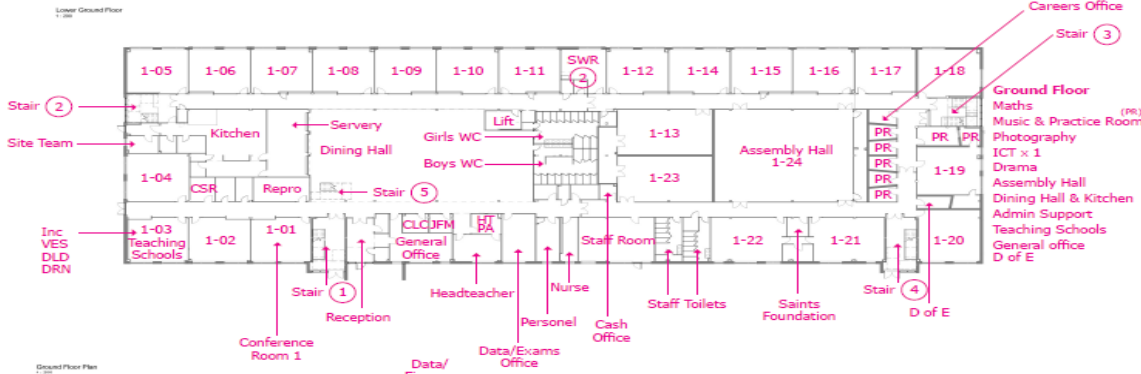 Lower Ground Floor
1 : 200
Careers Office
Stair 3
1-05 1-06 1-07 1-08 1-09 1-10 1-11 SWR 2 1-12 1-14 1-15 1-16 1-17 1-18
Ground Floor
Maths
(PR)
Music & Practice Room
Photography
ICT x 1
Drama
Assembly Hall
Dining Hall & Kitchen
Admin Support
Teaching Schools
General office
D of E
Stair 2
Site Team
Kitchen
Servery
Dining Hall
Lift
Girls WC
Boys WC
1-13
1-23
Assembly Hall
1-24
PR
PR
PR
PR
PR
PR
PR
1-19
1-04
CSR
Repro
Stair 5
Inc
VES
DLD
DRN
1-03
Teaching
Schools
1-02
1-01
CLC
JFM
General
Office
HT
PA
Staff Room
1-22
1-21
1-20
Stair 1
Reception
Headteacher
Nurse
Personel
Staff Toilets
Saints
Foundation
Stair 4
D of E
Conference
Room 1
Data/Exams
Office
Cash
Office
Data/
Ground Floor Plan